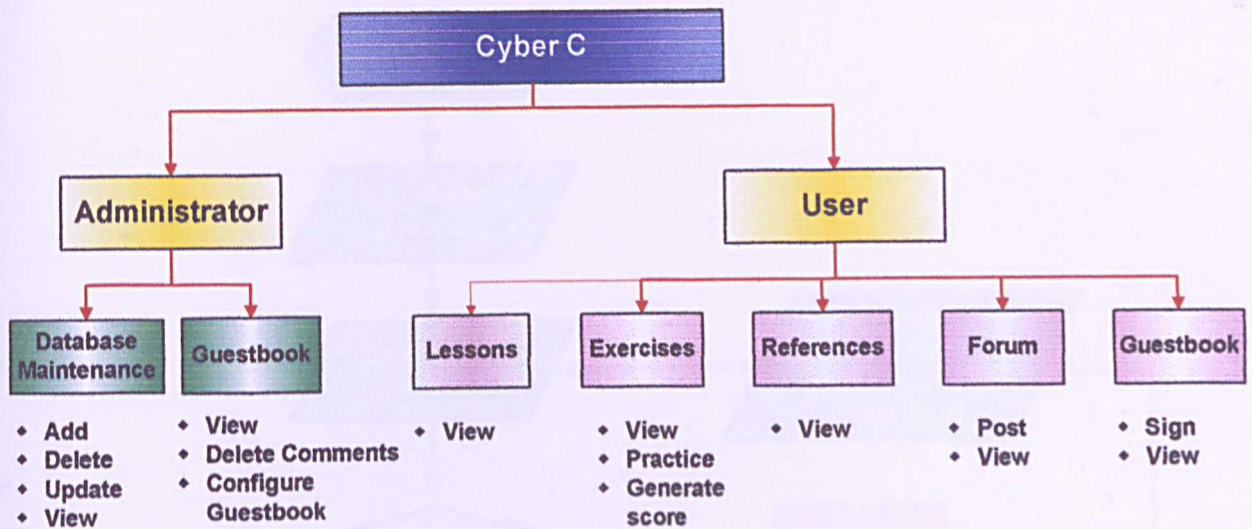 Cyber C
Administrator
User
Database
Maintenance
Guestbook
Lessons
Exercises
References
Forum
Guestbook
Add
Delete
Update
View
View
Delete Comments
Configure
Guestbook
View
View
Practice
Generate
score
View
Post
View
Sign
View